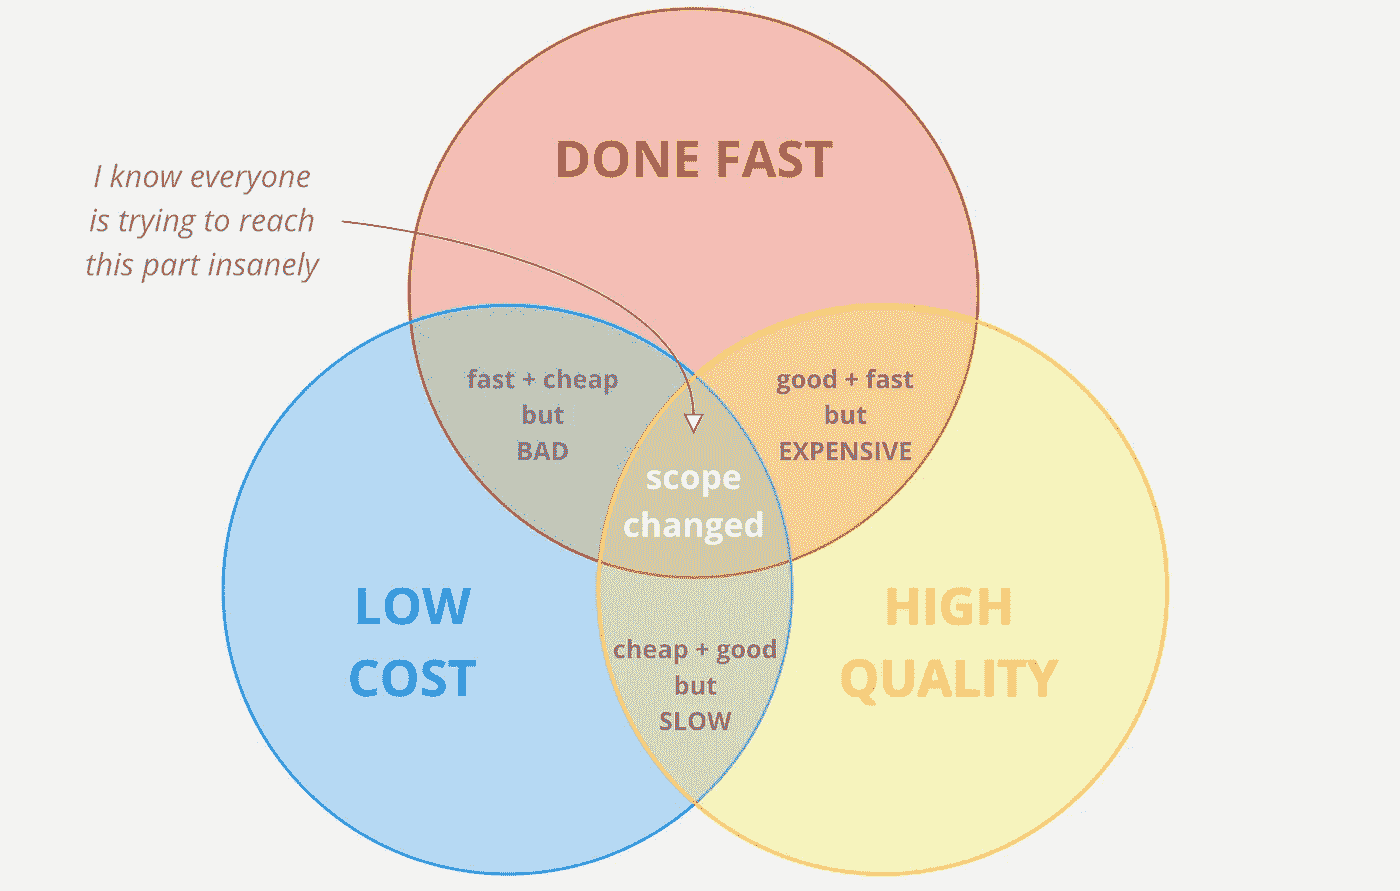 DONE FAST
I know everyone
is trying to reach
this part insanely
fast + cheap
but
BAD
good + fast
but
EXPENSIVE
scope
changed
LOW
COST
HIGH
QUALITY
cheap + good
but
SLOW